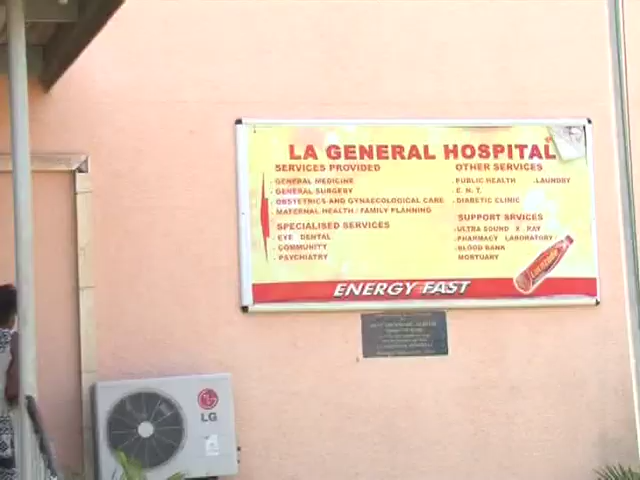 LA GENERAL HOSPITAL
SERVICES PROVIDED
GENERAL MEDICINE
GENERAL SURGERY
OBSTETRICS AND GYNAECOLOGICAL CARE
MATERNAL HEALTH / FAMILY PLANNING
SPECIALISED SERVICES
EYE DENTAL
COMMUNITY
PSYCHIATRY
OTHER SERVICES
PUBLIC HEALTH LAUNDRY
E. N. T.
DIABETIC CLINIC
SUPPORT SRVICES
ULTRA SOUND X RAY
PHARMACY LABORATORY
BLOOD BANK
MORTUARY
Lucozade
ENERGY FAST
LG